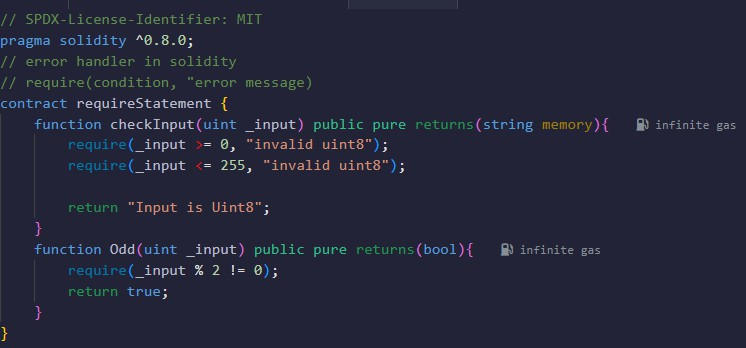 // SPDX-License-Identifier: MIT
pragma solidity ^0.8.0;
// error handler in solidity
// require(condition, "error message)
contract requireStatement {
    function checkInput(uint _input) public pure returns(string memory){ infinite gas
        require(_input >= 0, "invalid uint8");
        require(_input <= 255, "invalid uint8");
        return "Input is Uint8";
    }
    function Odd(uint _input) public pure returns(bool){ infinite gas
        require(_input % 2 != 0);
        return true;
    }
}